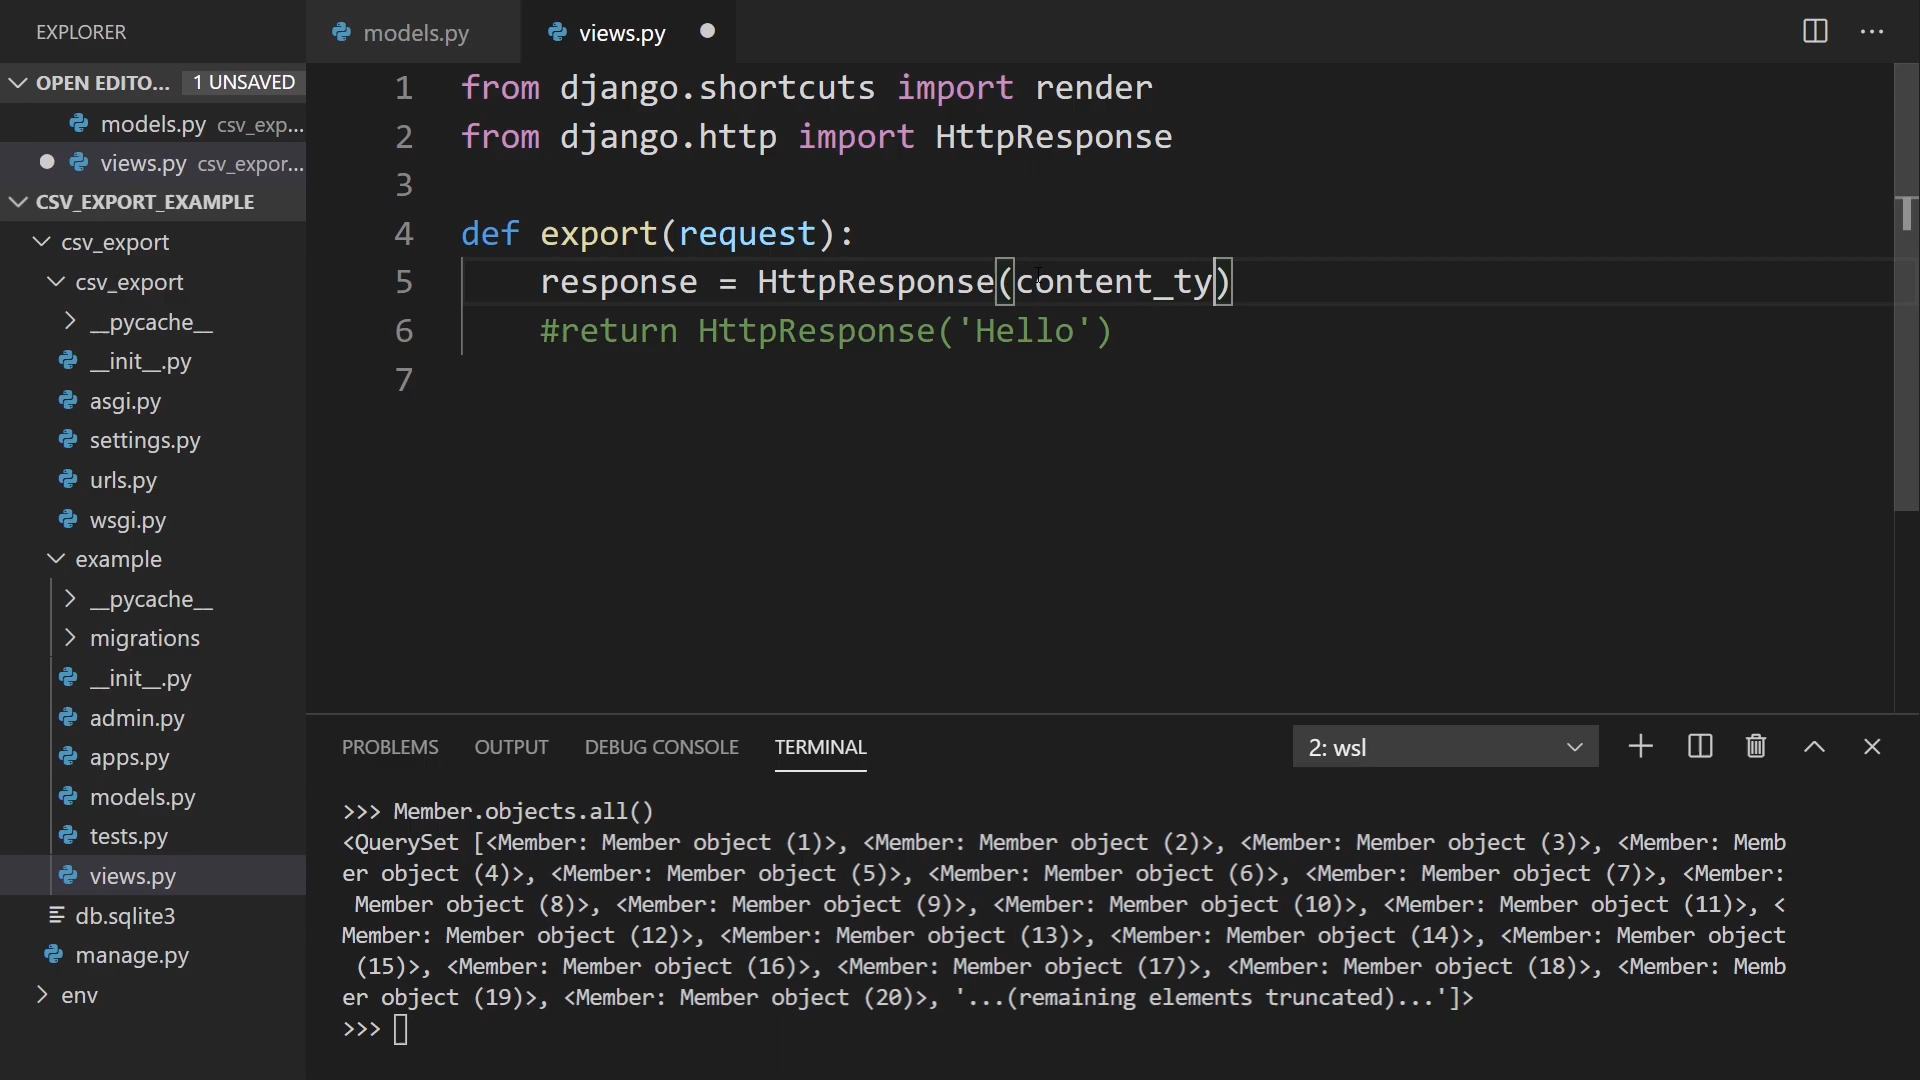 EXPLORER
OPEN EDITO... 1 UNSAVED
models.py csv_exp...
views.py csv_expor...
CSV_EXPORT_EXAMPLE
csv_export
csv_export
__pycache__
__init__.py
asgi.py
settings.py
urls.py
wsgi.py
example
__pycache__
migrations
__init__.py
admin.py
apps.py
models.py
tests.py
views.py
db.sqlite3
manage.py
env
models.py views.py
1 from django.shortcuts import render
2 from django.http import HttpResponse
3
4 def export(request):
5 response = HttpResponse(content_ty)
6 #return HttpResponse('Hello')
7
PROBLEMS OUTPUT DEBUG CONSOLE TERMINAL 2: wsl
>>> Member.objects.all()
<QuerySet [<Member: Member object (1)>, <Member: Member object (2)>, <Member: Member object (3)>, <Member: Memb
er object (4)>, <Member: Member object (5)>, <Member: Member object (6)>, <Member: Member object (7)>, <Member:
Member object (8)>, <Member: Member object (9)>, <Member: Member object (10)>, <Member: Member object (11)>, <
Member: Member object (12)>, <Member: Member object (13)>, <Member: Member object (14)>, <Member: Member object
(15)>, <Member: Member object (16)>, <Member: Member object (17)>, <Member: Member object (18)>, <Member: Memb
er object (19)>, <Member: Member object (20)>, '...(remaining elements truncated)...']>
>>>